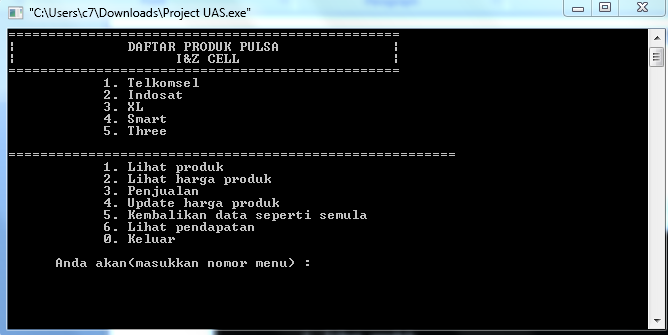 "C:\Users\c7\Downloads\Project UAS.exe"
=================================================
¦ DAFTAR PRODUK PULSA ¦
¦ I&Z CELL ¦
=================================================
1. Telkomsel
2. Indosat
3. XL
4. Smart
5. Three
========================================================
1. Lihat produk
2. Lihat harga produk
3. Penjualan
4. Update harga produk
5. Kembalikan data seperti semula
6. Lihat pendapatan
0. Keluar
Anda akan(masukkan nomor menu) :